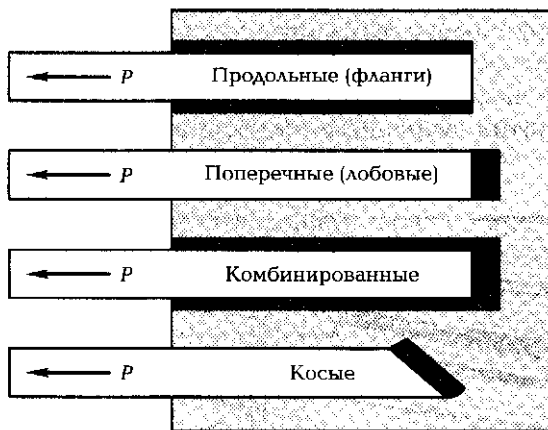 P Продольные (фланги)
P Поперечные (лобовые)
P Комбинированные
P Косые